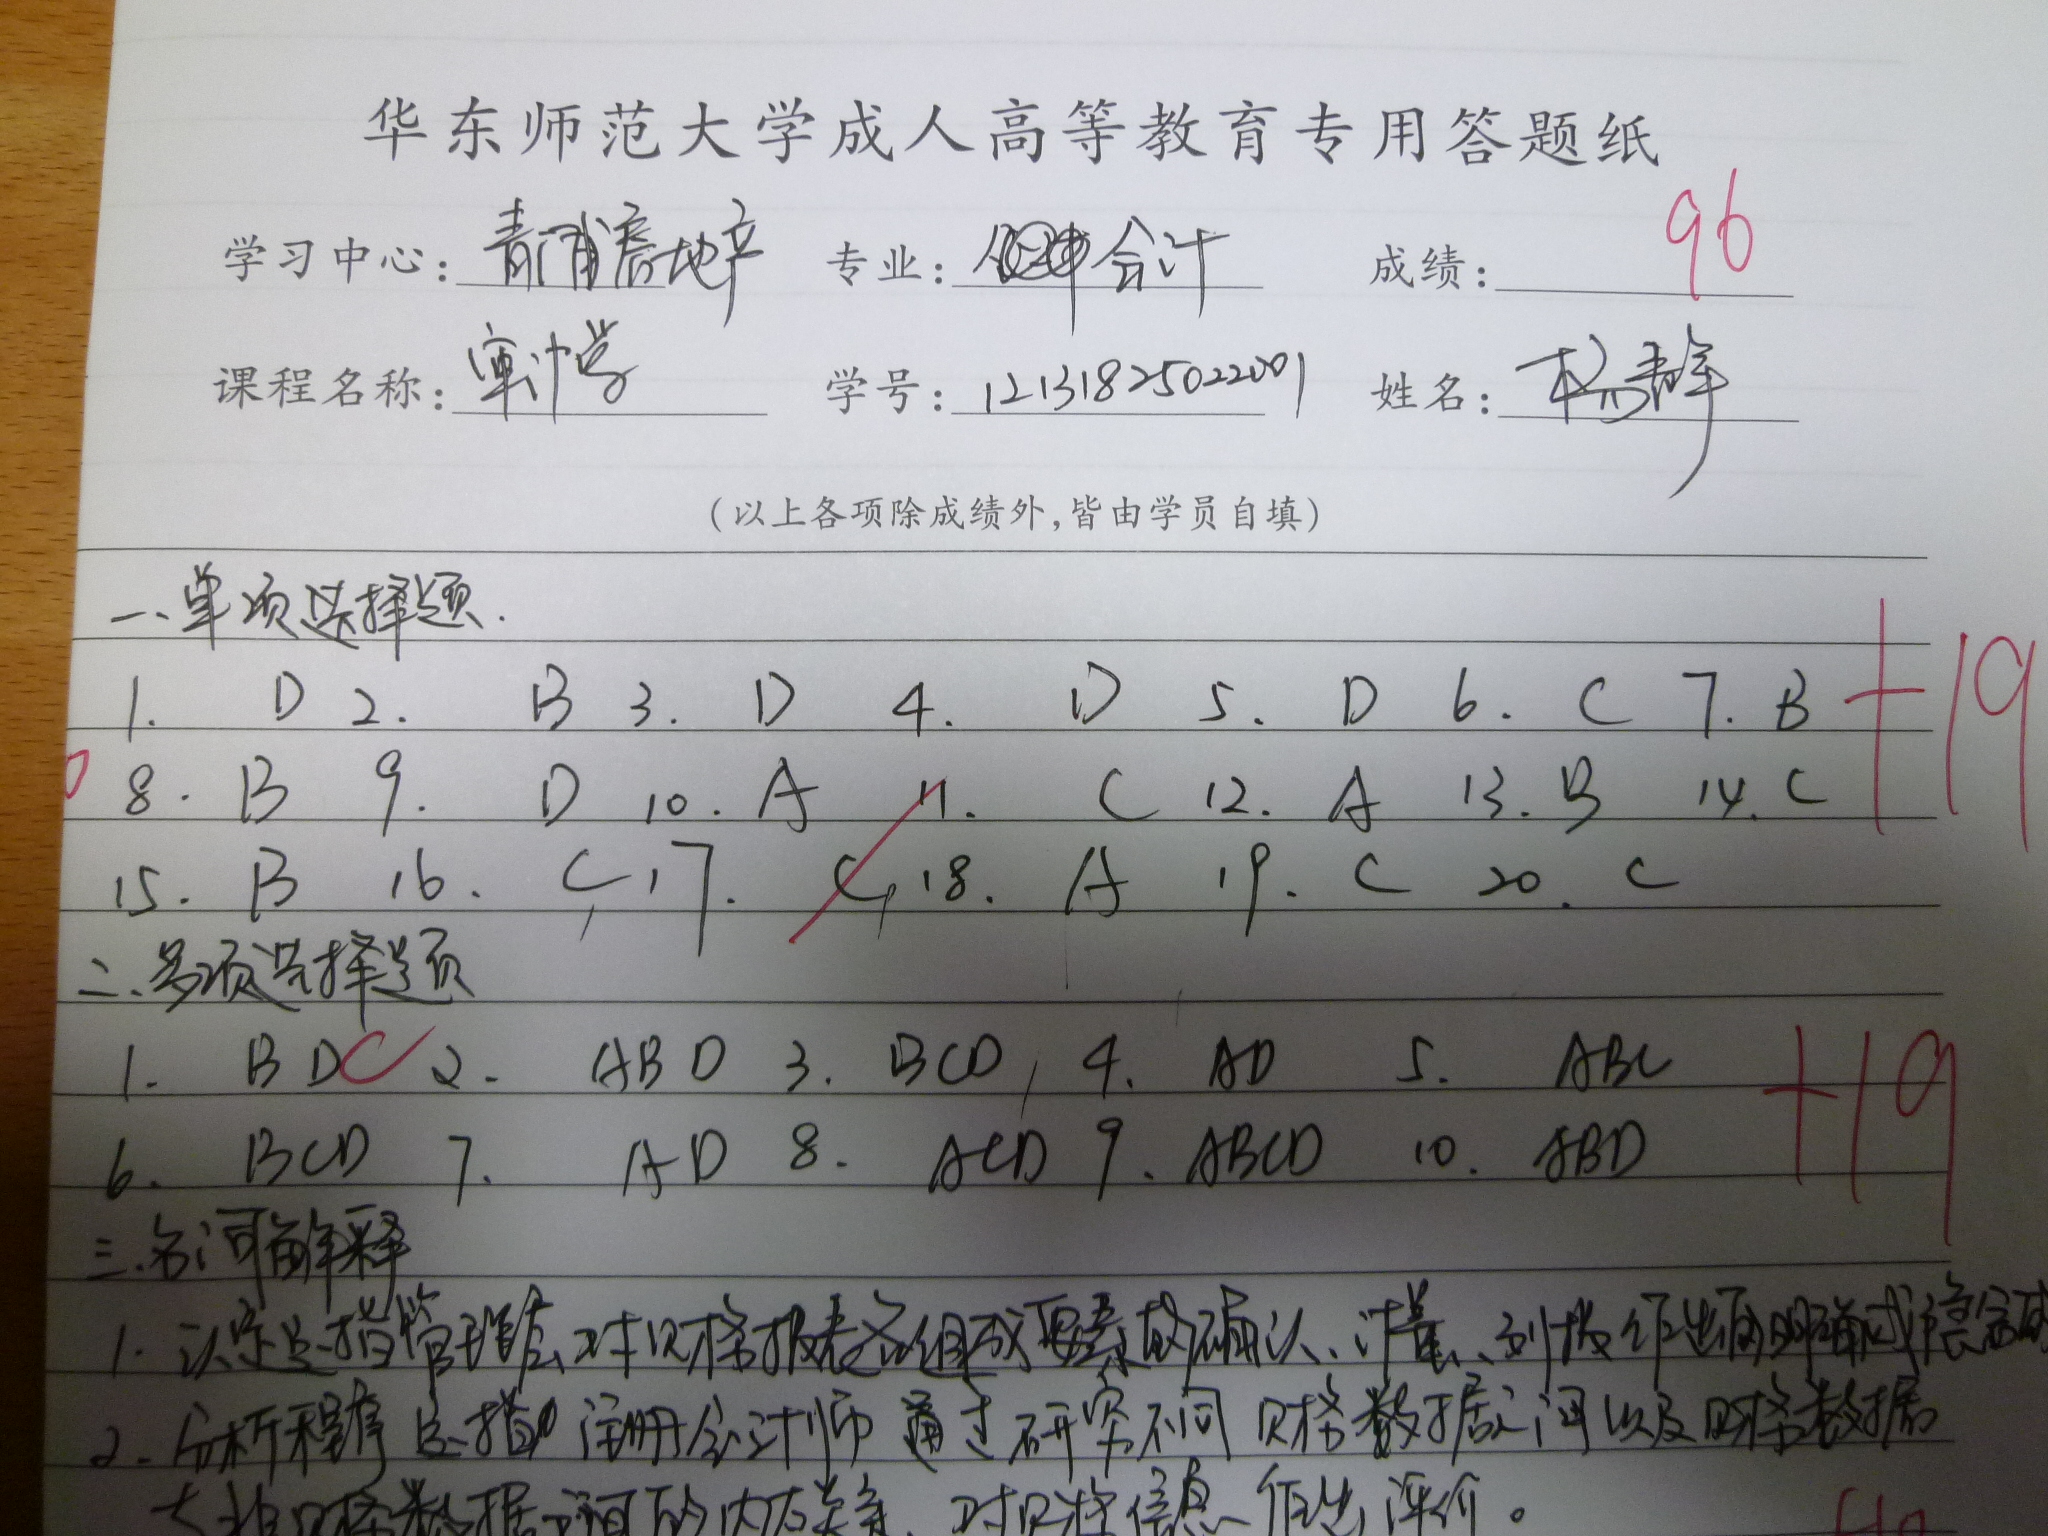 华东师范大学成人高等教育专用答题纸
学习中心: 青浦房地产 专业: 会计 成绩: 96
课程名称: 审计学 学号: 12131825022001 姓名: 杨青年
(以上各项除成绩外,皆由学员自填)
一、单项选择题.
1. D 2. B 3. D 4. D 5. D 6. C 7. B +19
8. B 9. D 10. A 11. C 12. A 13. B 14. C
15. B 16. C, 17. C, 18. A 19. C 20. C
二、多项选择题
1. BDC 2. ABD 3. BCD, 4. AD 5. ABC +19
6. BCD 7. AD 8. ACD 9. ABCD 10. ABD
三.名词解释
1. 认定是指管理层对财务报表各组成要素的确认、计量、列报作出的明确或隐含的
2. 分析程序是指注册会计师通过研究不同财务数据之间以及财务数据
与非财务数据之间的内在关系,对财务信息作出评价。